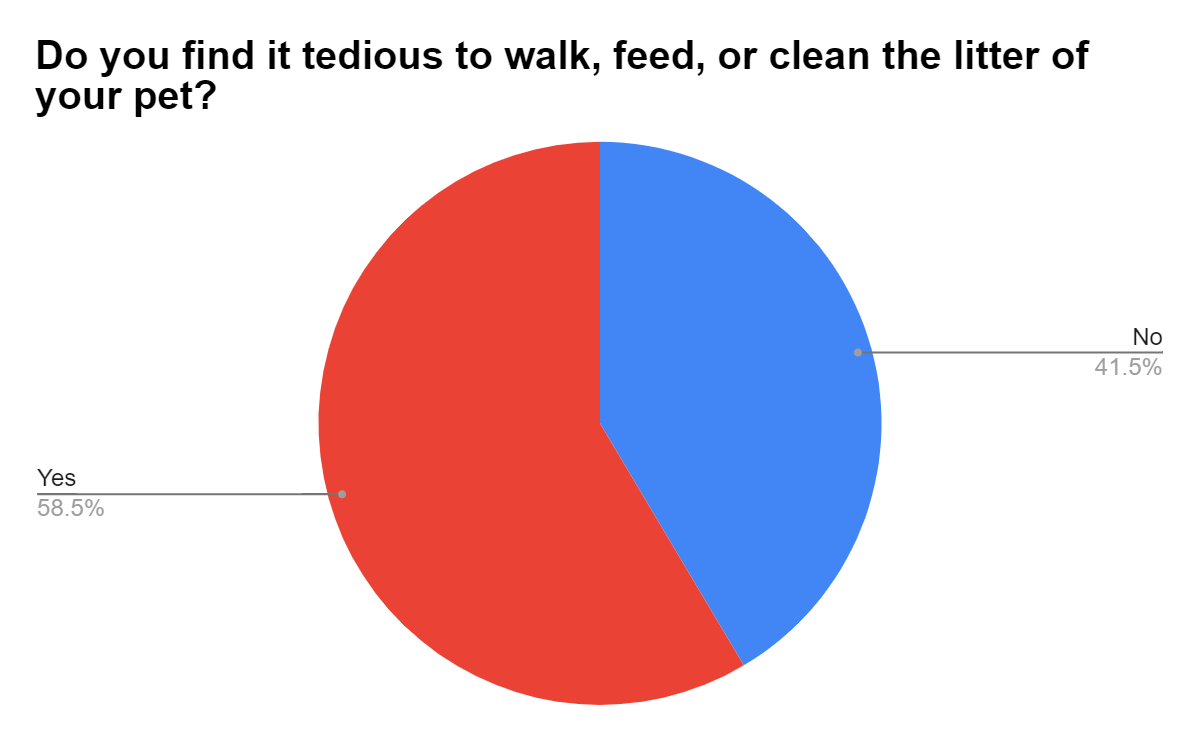 Do you find it tedious to walk, feed, or clean the litter of
your pet?
No
41.5%
Yes
58.5%